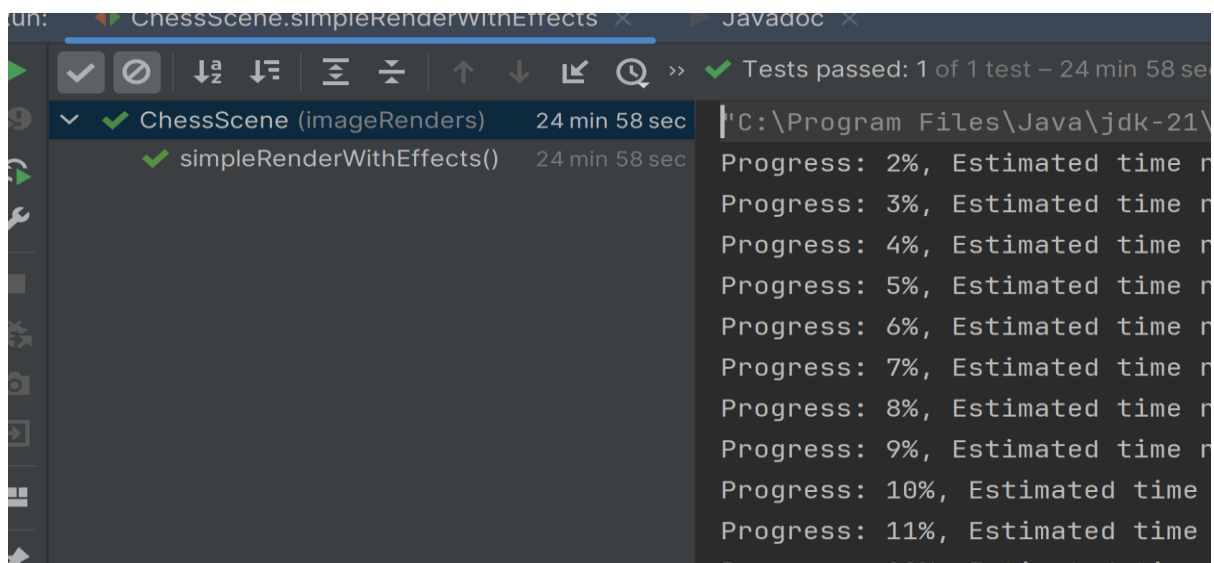 Run: ChessScene.simpleRenderWithEffects × Javadoc ×
Tests passed: 1 of 1 test – 24 min 58 sec
ChessScene (imageRenders) 24 min 58 sec
simpleRenderWithEffects() 24 min 58 sec
"C:\Program Files\Java\jdk-21\
Progress: 2%, Estimated time
Progress: 3%, Estimated time
Progress: 4%, Estimated time
Progress: 5%, Estimated time
Progress: 6%, Estimated time
Progress: 7%, Estimated time
Progress: 8%, Estimated time
Progress: 9%, Estimated time
Progress: 10%, Estimated time
Progress: 11%, Estimated time